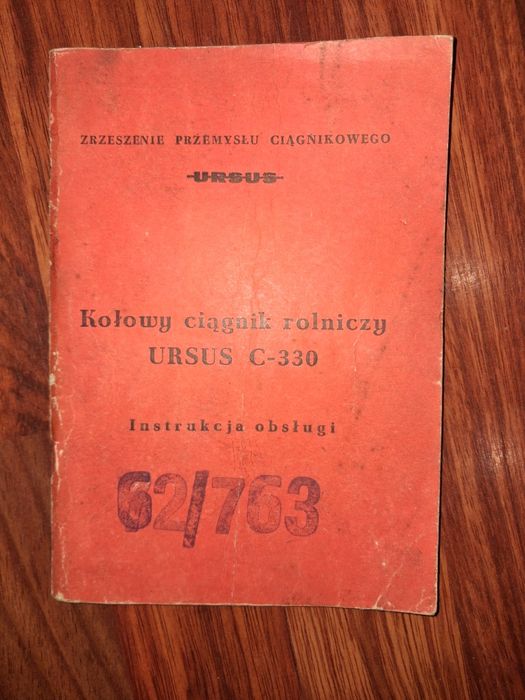 ZRZESZENIE PRZEMYSŁU CIĄGNIKOWEGO
URSUS
Kołowy ciągnik rolniczy
URSUS C-330
Instrukcja obsługi
62/763